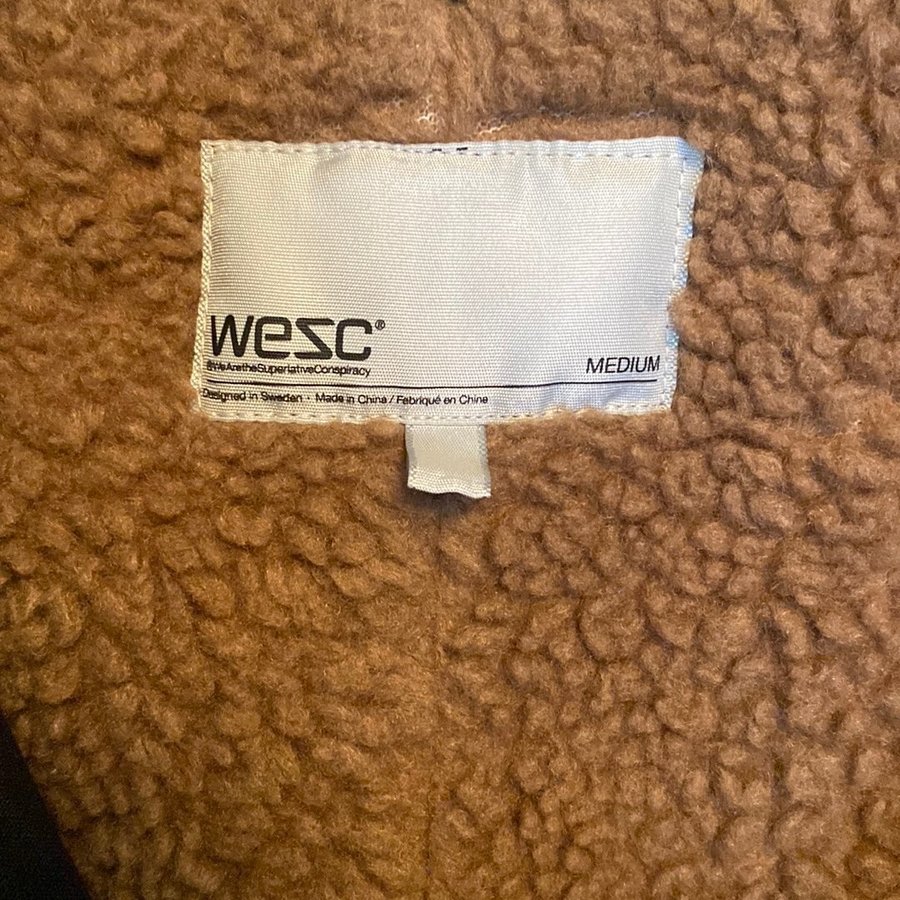 wesc®
®WeAretheSuperlativeConspiracy
MEDIUM
Designed in Sweden · Made in China / Fabriqué en Chine